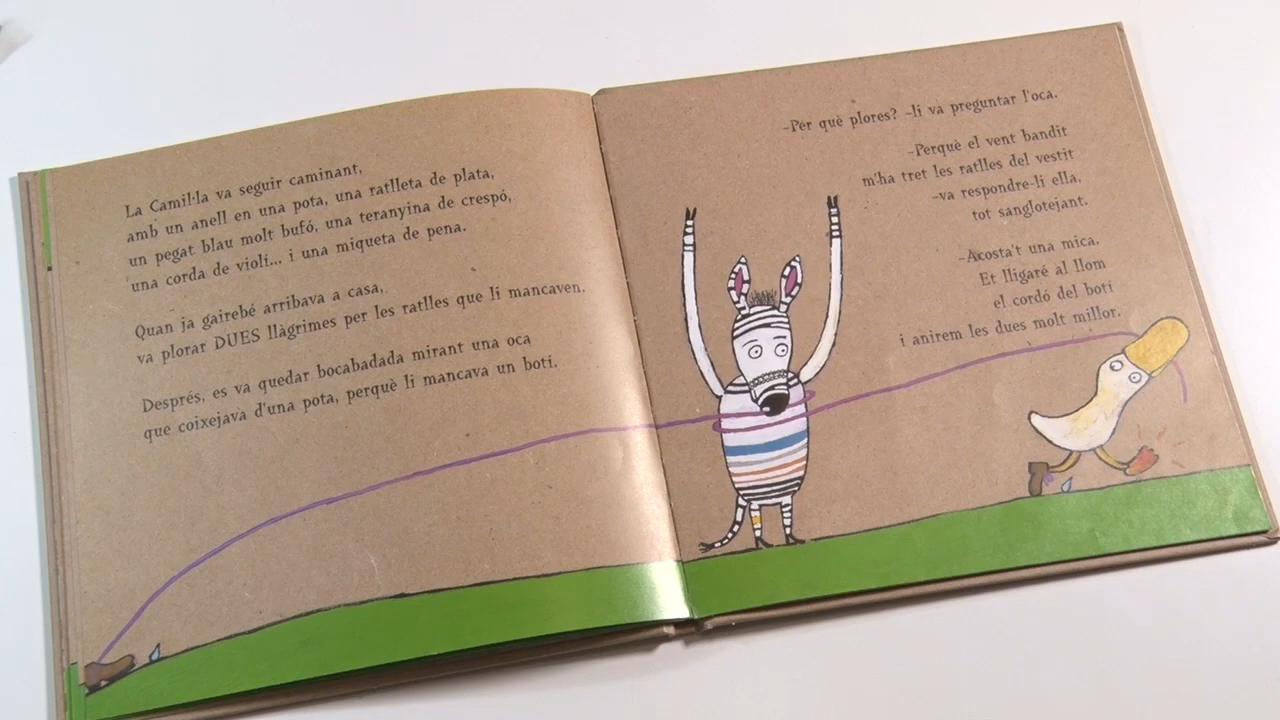 La Camil·la va seguir caminant,
amb un anell en una pota, una ratlleta de plata,
un pegat blau molt bufó, una teranyina de crespó,
una corda de violí... i una miqueta de pena.
Quan ja gairebé arribava a casa,
va plorar DUES llàgrimes per les ratlles que li mancaven.
Després, es va quedar bocabadada mirant una oca
que coixejava d'una pota, perquè li mancava un botí.
-Per què plores? -li va preguntar l'oca.
-Perquè el vent bandit
m'ha tret les ratlles del vestit
-va respondre-li ella,
tot sanglotejant.
-Acosta't una mica.
Et lligaré al llom
el cordó del botí
i anirem les dues molt millor.